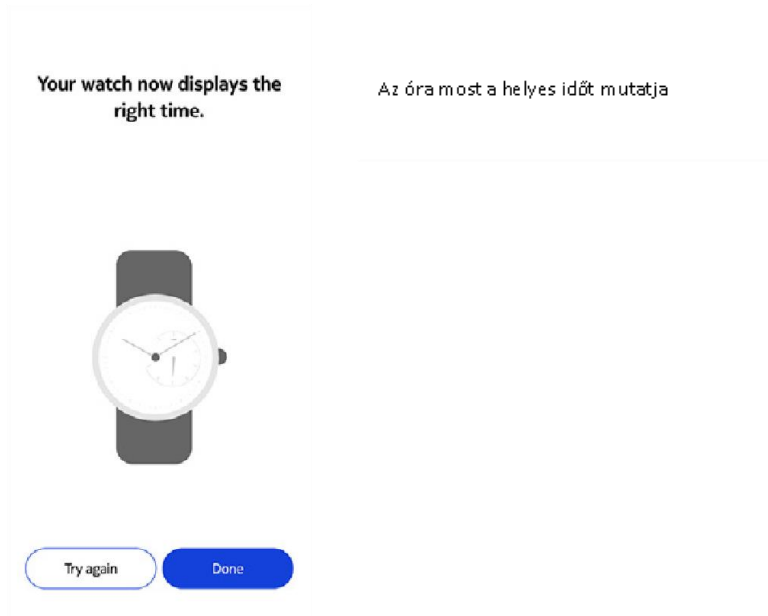 Your watch now displays the
right time.
Az óra most a helyes időt mutatja
Try again
Done